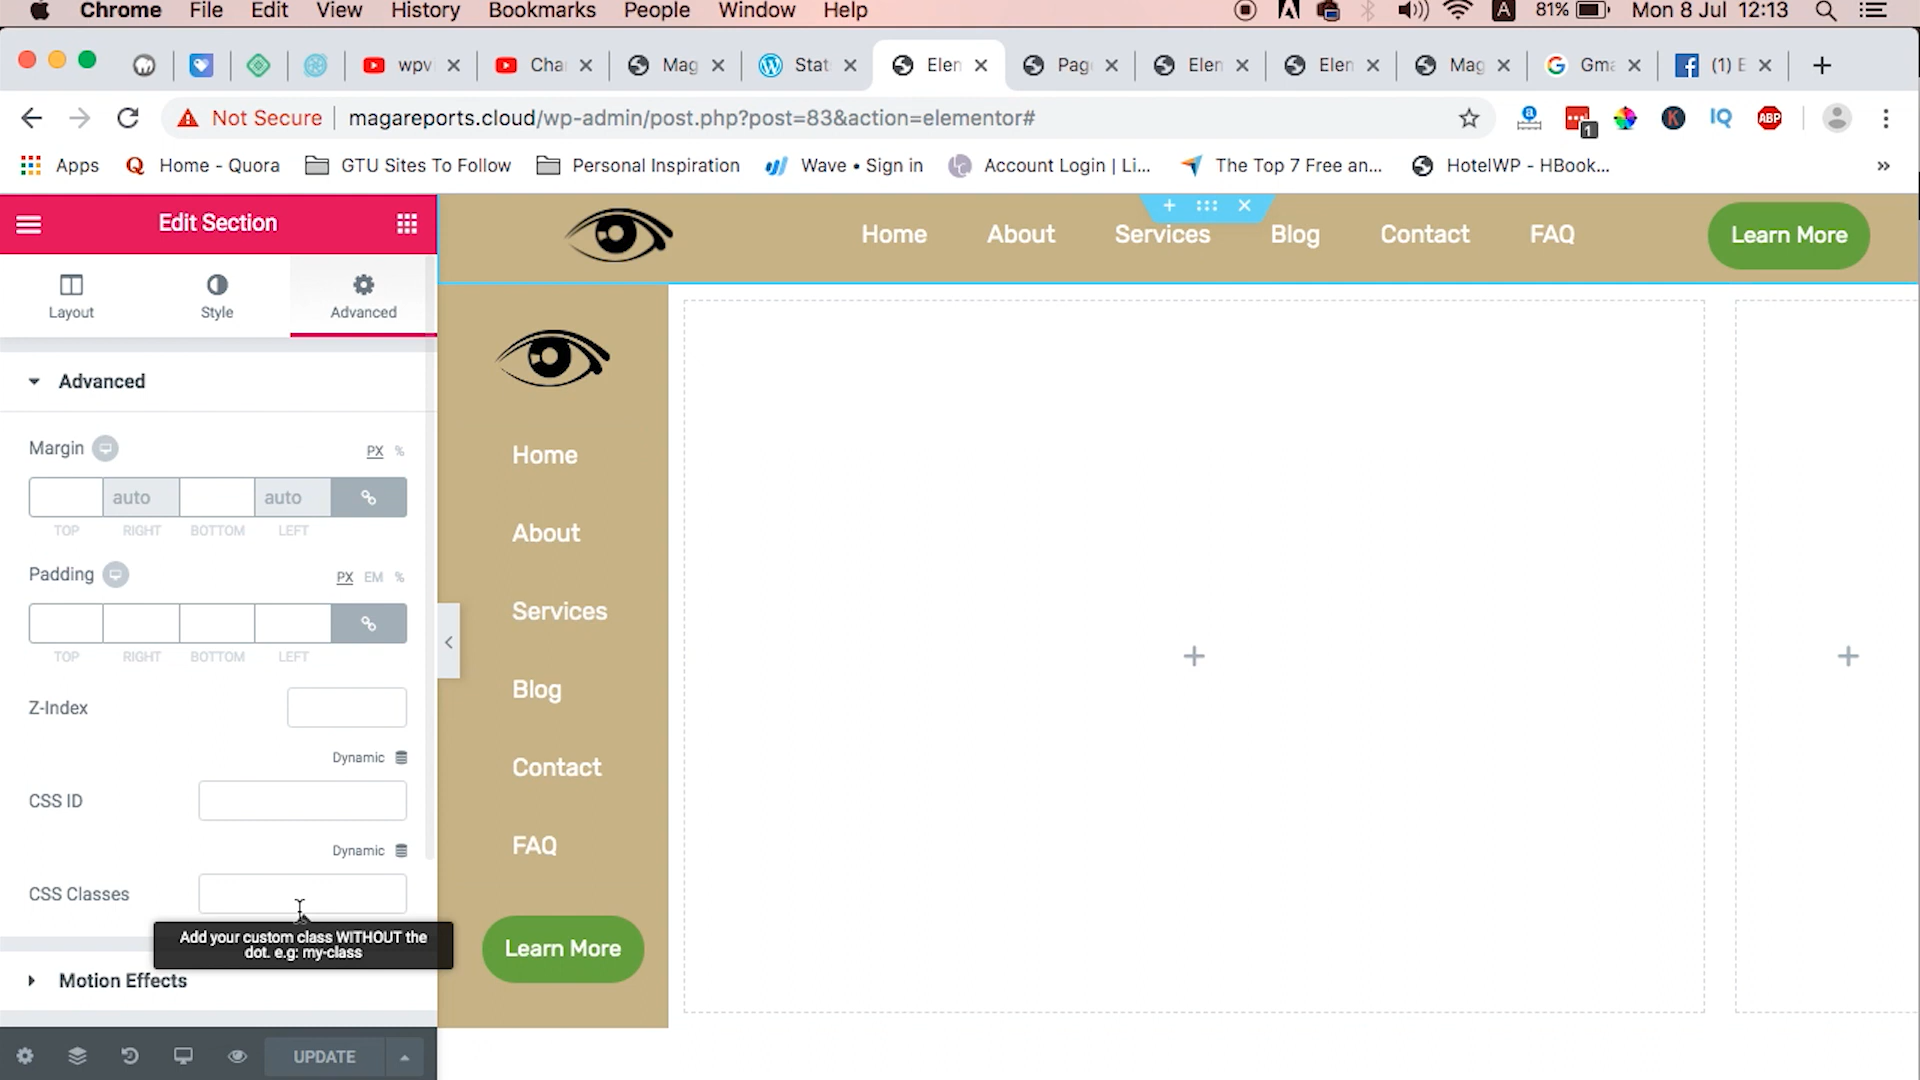 Chrome File Edit View History Bookmarks People Window Help A 81% Mon 8 Jul 12:13
wpv Cha Mag Stat Elen Pag Elen Elen Mag Gma (1) E
Not Secure magareports.cloud/wp-admin/post.php?post=83&action=elementor# 1 K IQ ABP
Apps Home - Quora GTU Sites To Follow Personal Inspiration Wave • Sign in Account Login | Li... The Top 7 Free an... HotelWP - HBook... »
Edit Section
Home About Services Blog Contact FAQ Learn More
Layout Style Advanced
Advanced
Margin PX %
auto auto
TOP RIGHT BOTTOM LEFT
Padding PX EM %
TOP RIGHT BOTTOM LEFT
Z-Index
Dynamic
CSS ID
Dynamic
CSS Classes
Add your custom class WITHOUT the
dot. e.g: my-class
Motion Effects
UPDATE
Home
About
Services
Blog
Contact
FAQ
Learn More